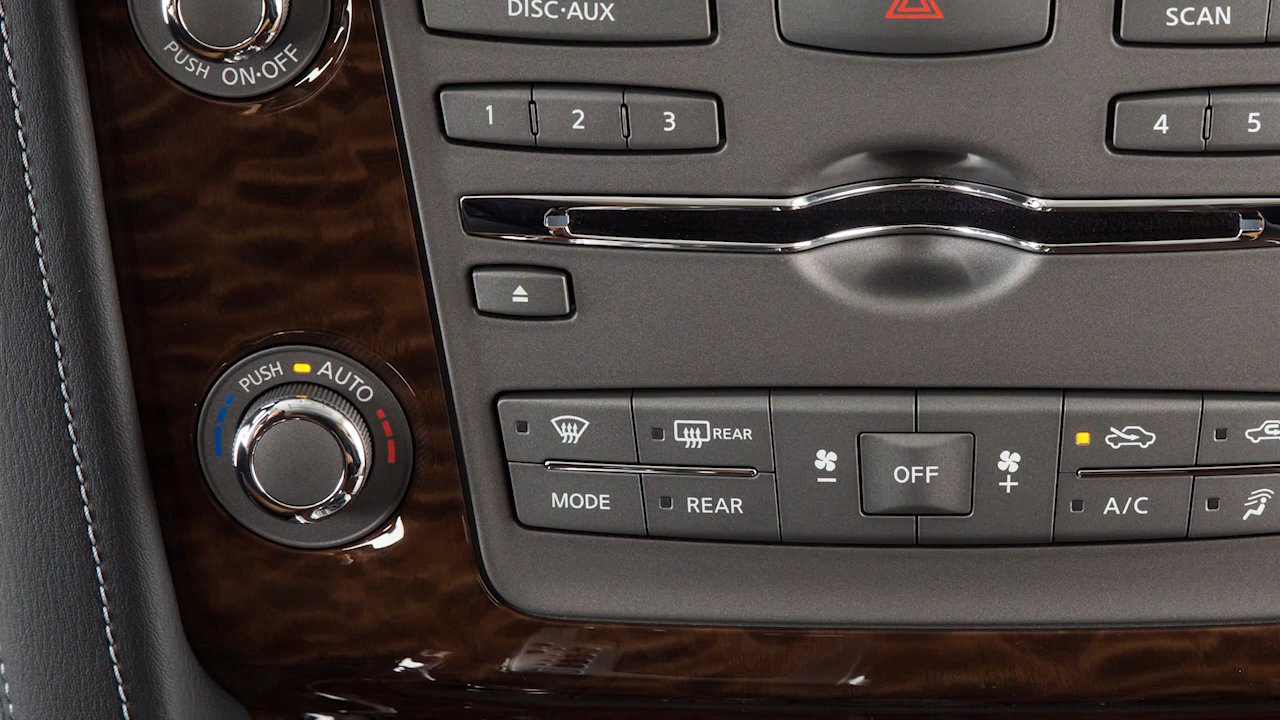 DISC·AUX
SCAN
PUSH ON·OFF
1 2 3
4 5
PUSH AUTO
REAR
OFF
MODE
REAR
A/C